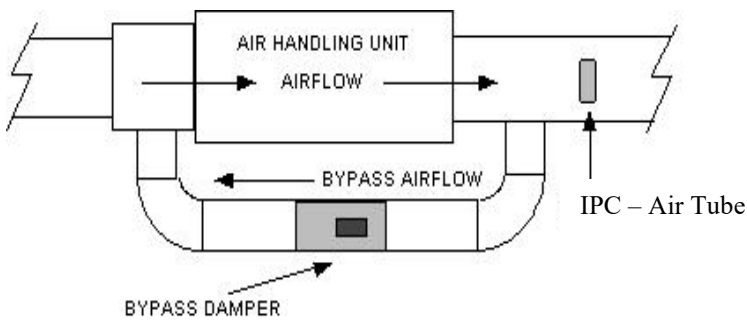 AIR HANDLING UNIT
AIRFLOW
BYPASS AIRFLOW
IPC – Air Tube
BYPASS DAMPER